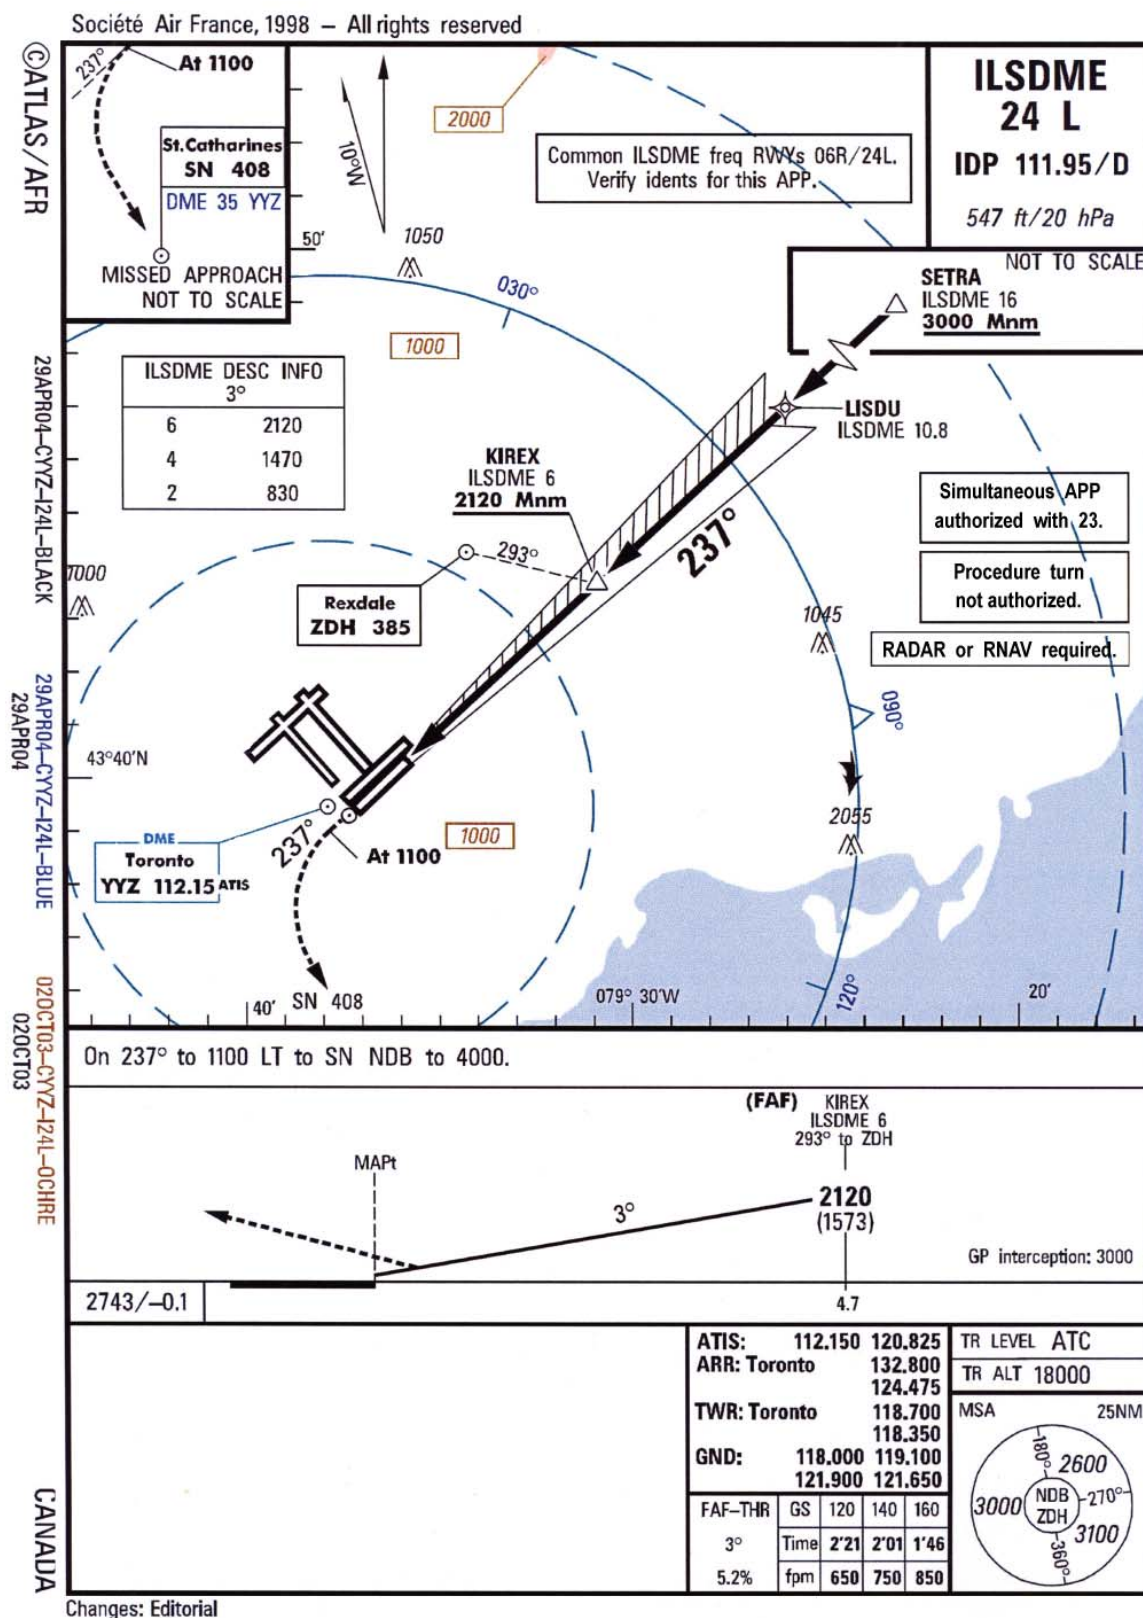 Société Air France, 1998 – All rights reserved
©ATLAS/AFR
237°
At 1100
St.Catharines
SN 408
DME 35 YYZ
MISSED APPROACH
NOT TO SCALE
10°W
2000
Common ILSDME freq RWYs 06R/24L.
Verify idents for this APP.
ILSDME
24 L
IDP 111.95/D
547 ft/20 hPa
50'
1050
030°
1000
NOT TO SCALE
SETRA
ILSDME 16
3000 Mnm
ILSDME DESC INFO
3°
6 2120
4 1470
2 830
LISDU
ILSDME 10.8
KIREX
ILSDME 6
2120 Mnm
237°
293°
Simultaneous APP
authorized with 23.
Procedure turn
not authorized.
RADAR or RNAV required.
1000
Rexdale
ZDH 385
1045
060°
43°40'N
2055
DME
Toronto
YYZ 112.15 ATIS
237°
At 1100
1000
SN 408
40'
079° 30'W
120°
20'
29APR04–CYYZ–I24L–BLACK
29APR04–CYYZ–I24L–BLUE
29APR04
02OCT03–CYYZ–I24L–OCHRE
02OCT03
CANADA
On 237° to 1100 LT to SN NDB to 4000.
(FAF) KIREX
ILSDME 6
293° to ZDH
MAPt
3°
2120
(1573)
GP interception: 3000
2743/–0.1
4.7
ATIS: 112.150 120.825
ARR: Toronto 132.800
124.475
TWR: Toronto 118.700
118.350
GND: 118.000 119.100
121.900 121.650
TR LEVEL ATC
TR ALT 18000
MSA 25NM
180°
2600
3000
NDB
ZDH
270°
3100
360°
FAF–THR GS 120 140 160
3° Time 2'21 2'01 1'46
5.2% fpm 650 750 850
Changes: Editorial